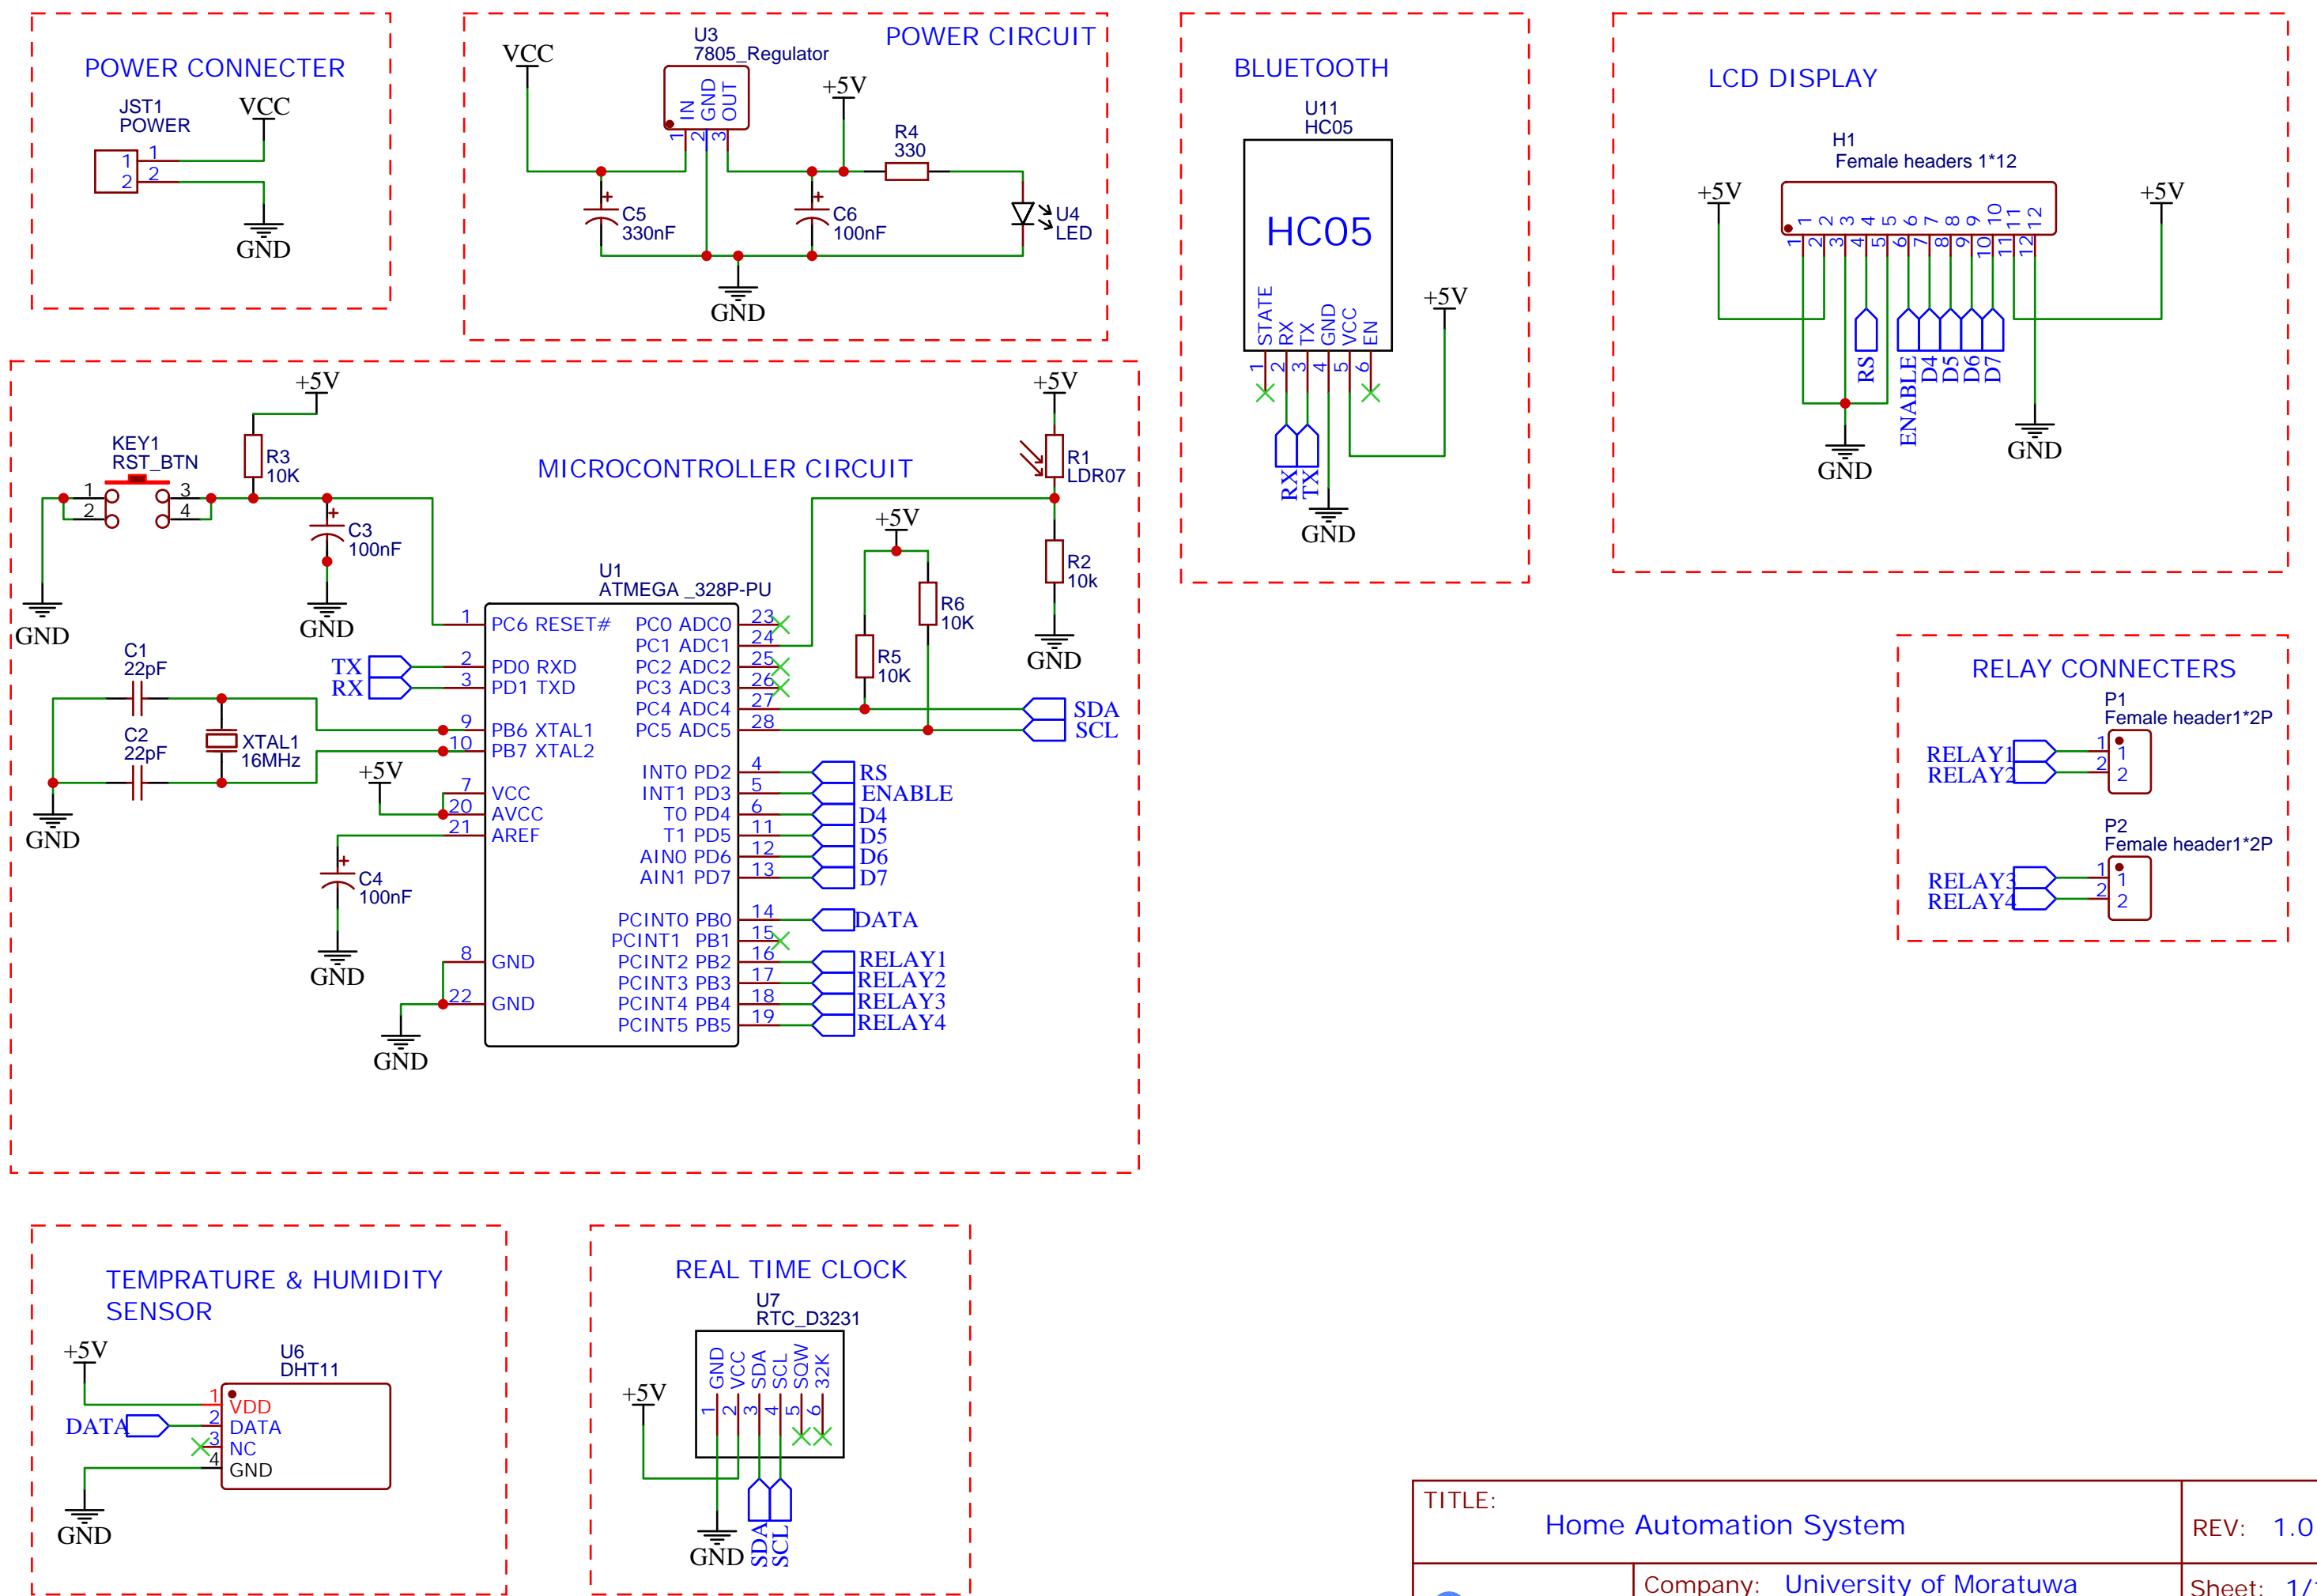 POWER CONNECTER
JST1
POWER
VCC
1 1
2 2
GND
POWER CIRCUIT
VCC
U3
7805_Regulator
IN GND OUT
1 2 3
+5V
R4
330
C5
330nF
C6
100nF
U4
LED
GND
BLUETOOTH
U11
HC05
HC05
STATE RX TX GND VCC EN
1 2 3 4 5 6
+5V
RX TX
GND
LCD DISPLAY
H1
Female headers 1*12
+5V
+5V
1 2 3 4 5 6 7 8 9 10 11 12
1 2 3 4 5 6 7 8 9 10 11 12
RS ENABLE D4 D5 D6 D7
GND
GND
MICROCONTROLLER CIRCUIT
+5V
KEY1
RST_BTN
1 3
2 4
R3
10K
C3
100nF
GND
GND
+5V
R1
LDR07
+5V
R2
10k
R6
10K
R5
10K
GND
U1
ATMEGA _328P-PU
1 PC6 RESET# PC0 ADC0 23
PC1 ADC1 24
TX 2 PD0 RXD PC2 ADC2 25
RX 3 PD1 TXD PC3 ADC3 26
PC4 ADC4 27 SDA
9 PB6 XTAL1 PC5 ADC5 28 SCL
10 PB7 XTAL2
C1
22pF
C2
22pF
XTAL1
16MHz
GND
+5V
INT0 PD2 4 RS
7 VCC INT1 PD3 5 ENABLE
20 AVCC T0 PD4 6 D4
21 AREF T1 PD5 11 D5
AIN0 PD6 12 D6
AIN1 PD7 13 D7
C4
100nF
GND
PCINT0 PB0 14 DATA
PCINT1 PB1 15
8 GND PCINT2 PB2 16 RELAY1
PCINT3 PB3 17 RELAY2
22 GND PCINT4 PB4 18 RELAY3
PCINT5 PB5 19 RELAY4
GND
RELAY CONNECTERS
P1
Female header1*2P
RELAY1 1 1
RELAY2 2 2
P2
Female header1*2P
RELAY3 1 1
RELAY4 2 2
TEMPRATURE & HUMIDITY
SENSOR
+5V
U6
DHT11
1 VDD
DATA 2 DATA
3 NC
4 GND
GND
REAL TIME CLOCK
U7
RTC_D3231
GND VCC SDA SCL SQW 32K
1 2 3 4 5 6
+5V
GND SDA SCL
TITLE:
Home Automation System
REV: 1.0
Company: University of Moratuwa
Sheet: 1/